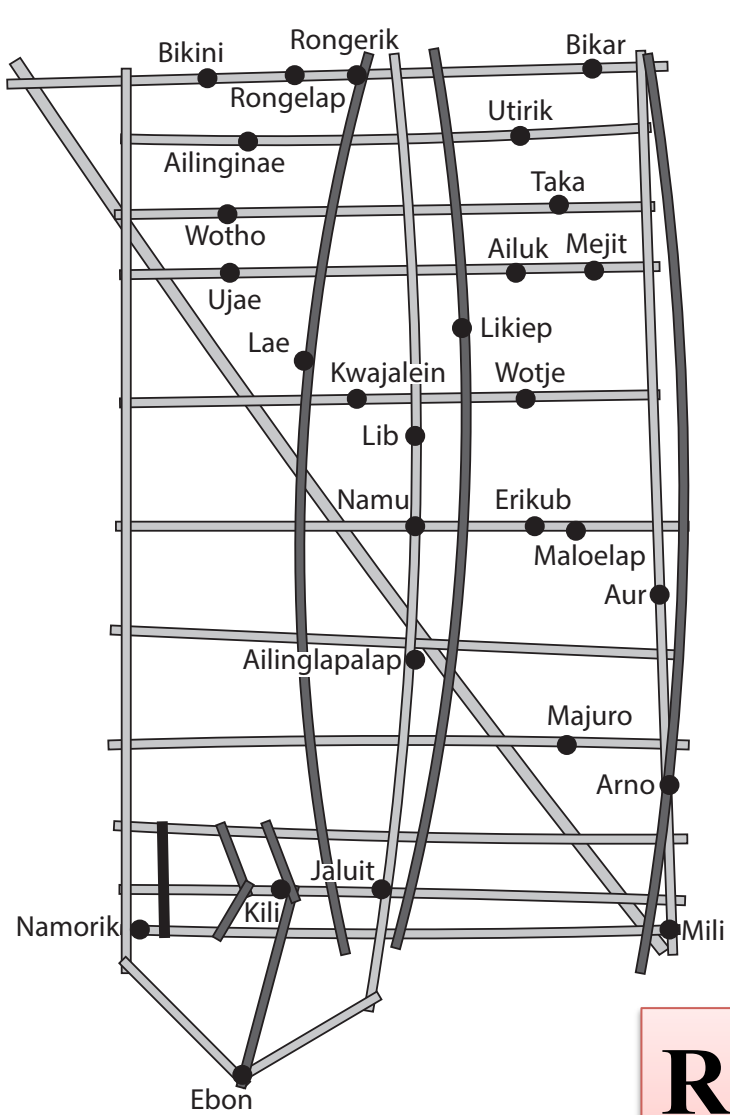 Rongerik
Bikini
Bikar
Rongelap
Utirik
Ailinginae
Taka
Wotho
Ailuk
Mejit
Ujae
Likiep
Lae
Kwajalein
Wotje
Lib
Namu
Erikub
Maloelap
Aur
Ailinglapalap
Majuro
Arno
Jaluit
Kili
Namorik
Mili
Ebon
R